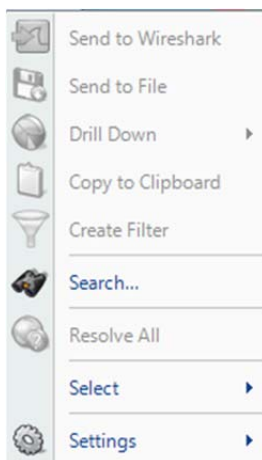 Send to Wireshark
Send to File
Drill Down
Copy to Clipboard
Create Filter
Search...
Resolve All
Select
Settings